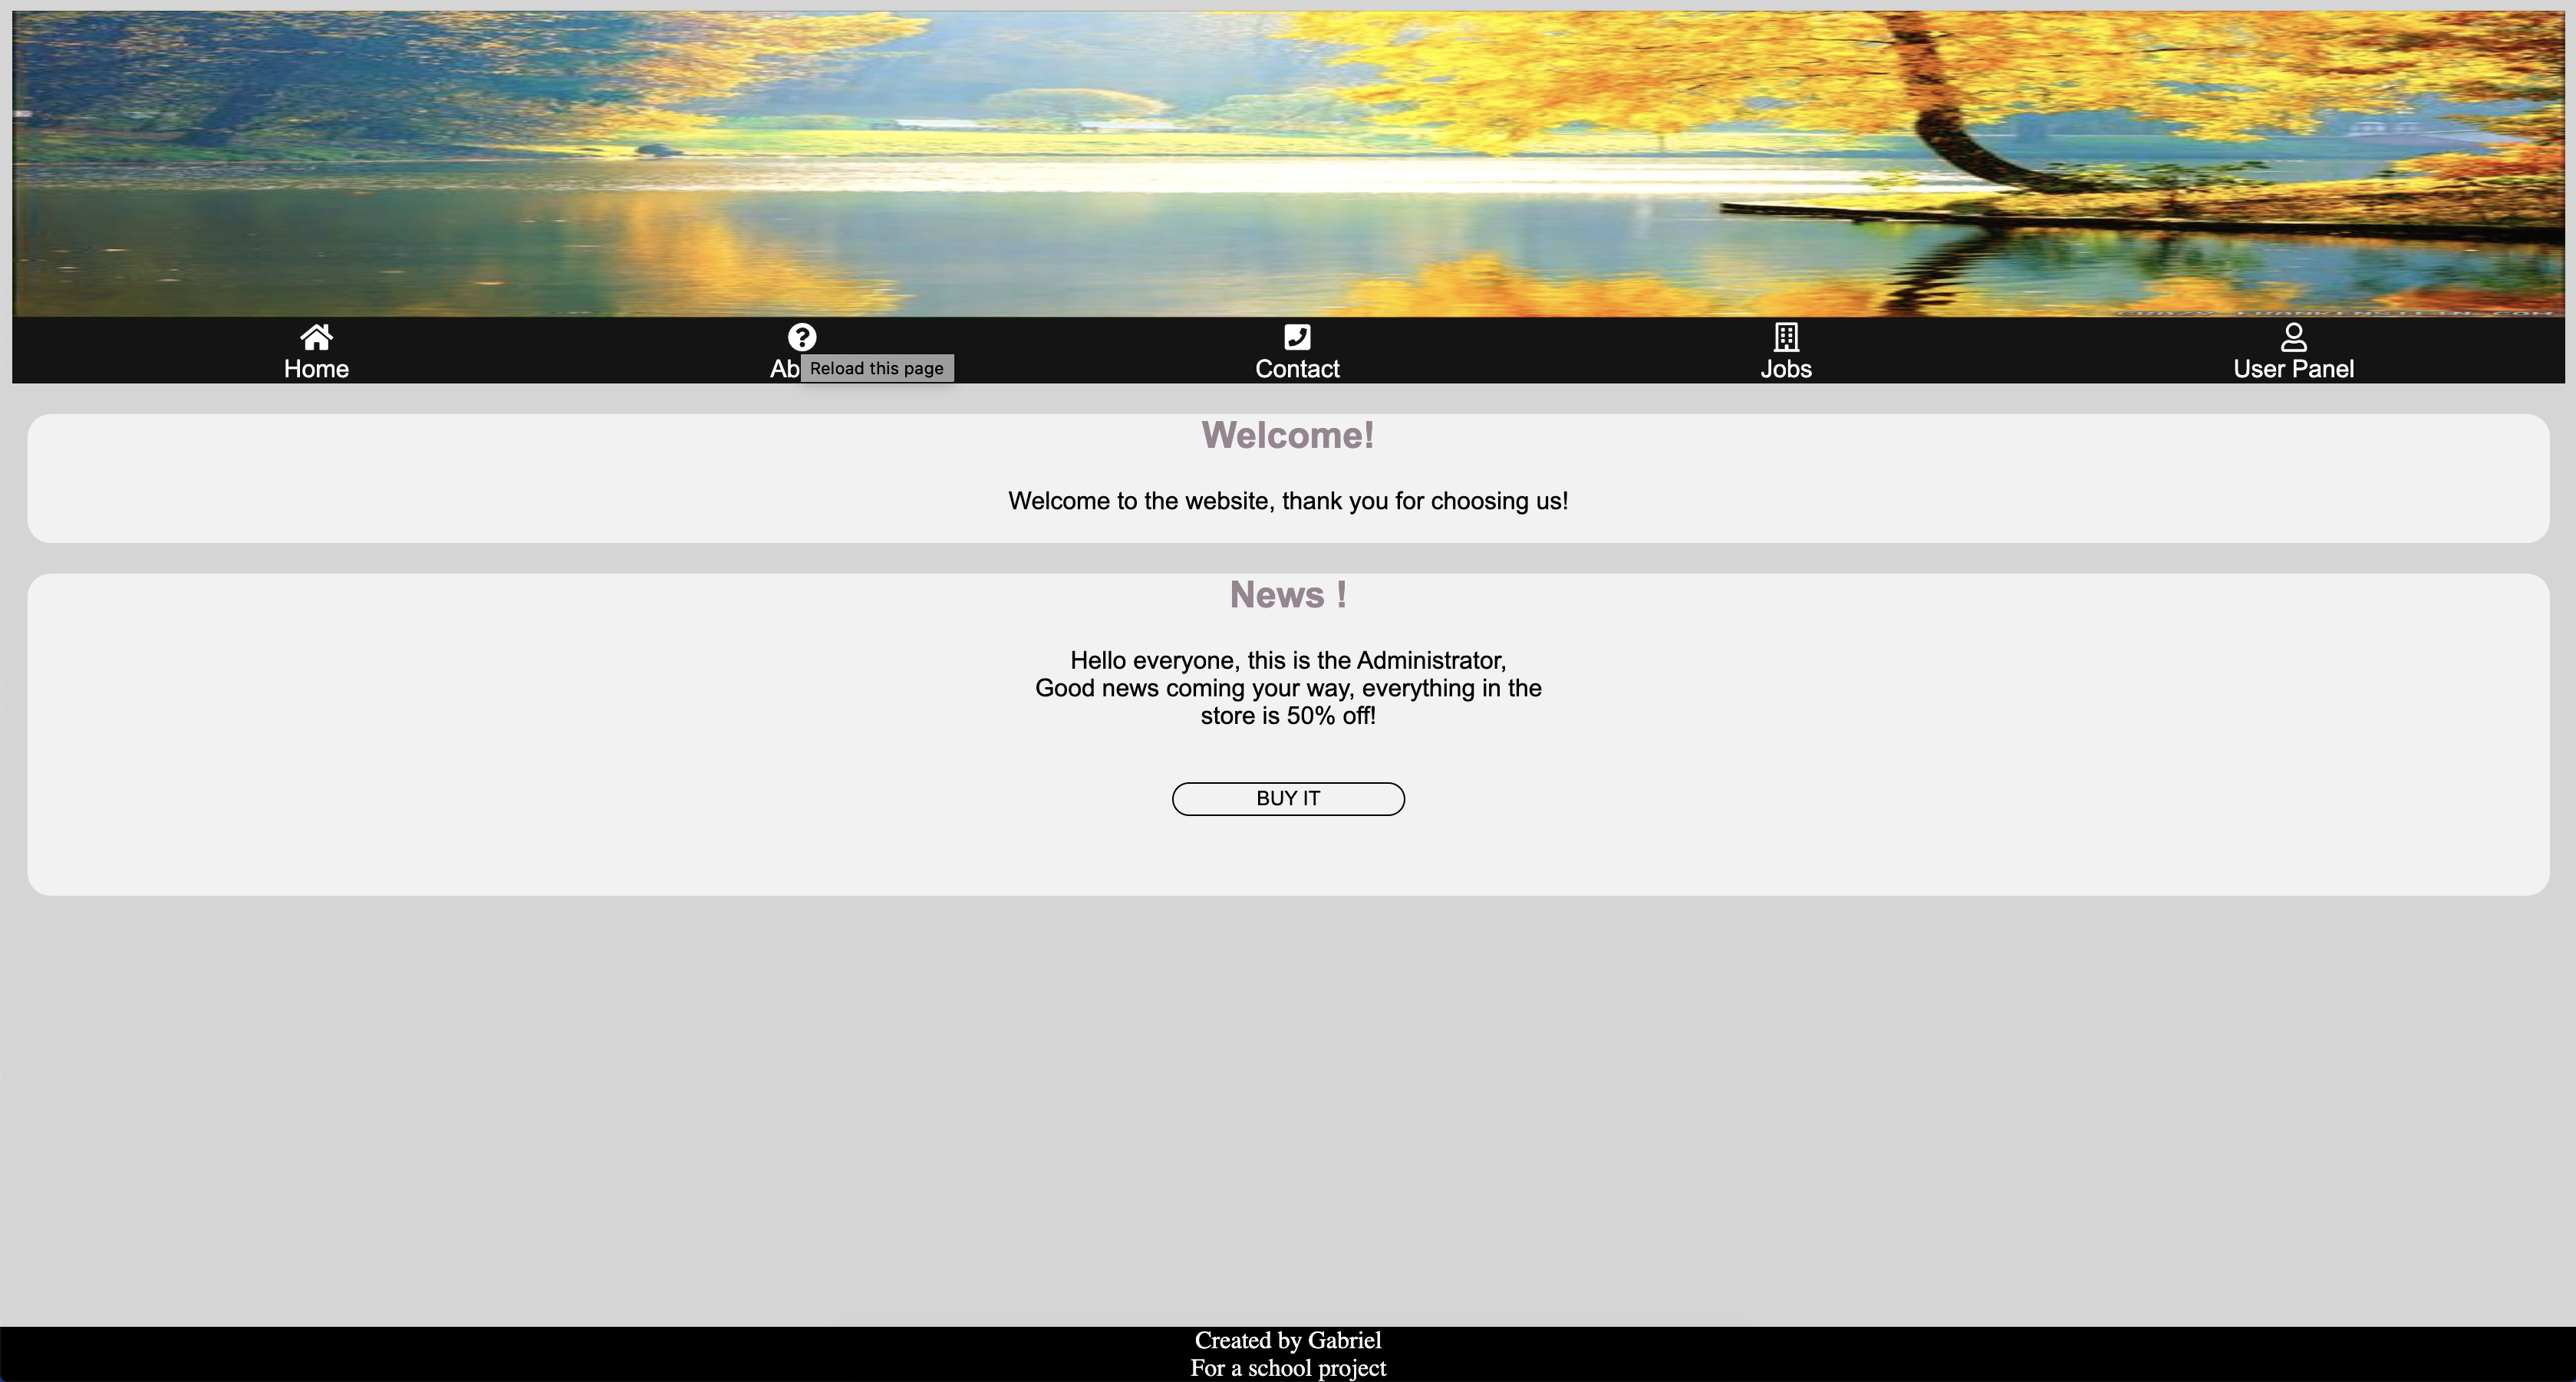 Home
Ab
Reload this page
Contact
Jobs
User Panel
Welcome!
Welcome to the website, thank you for choosing us!
News !
Hello everyone, this is the Administrator,
Good news coming your way, everything in the
store is 50% off!
BUY IT
Created by Gabriel
For a school project